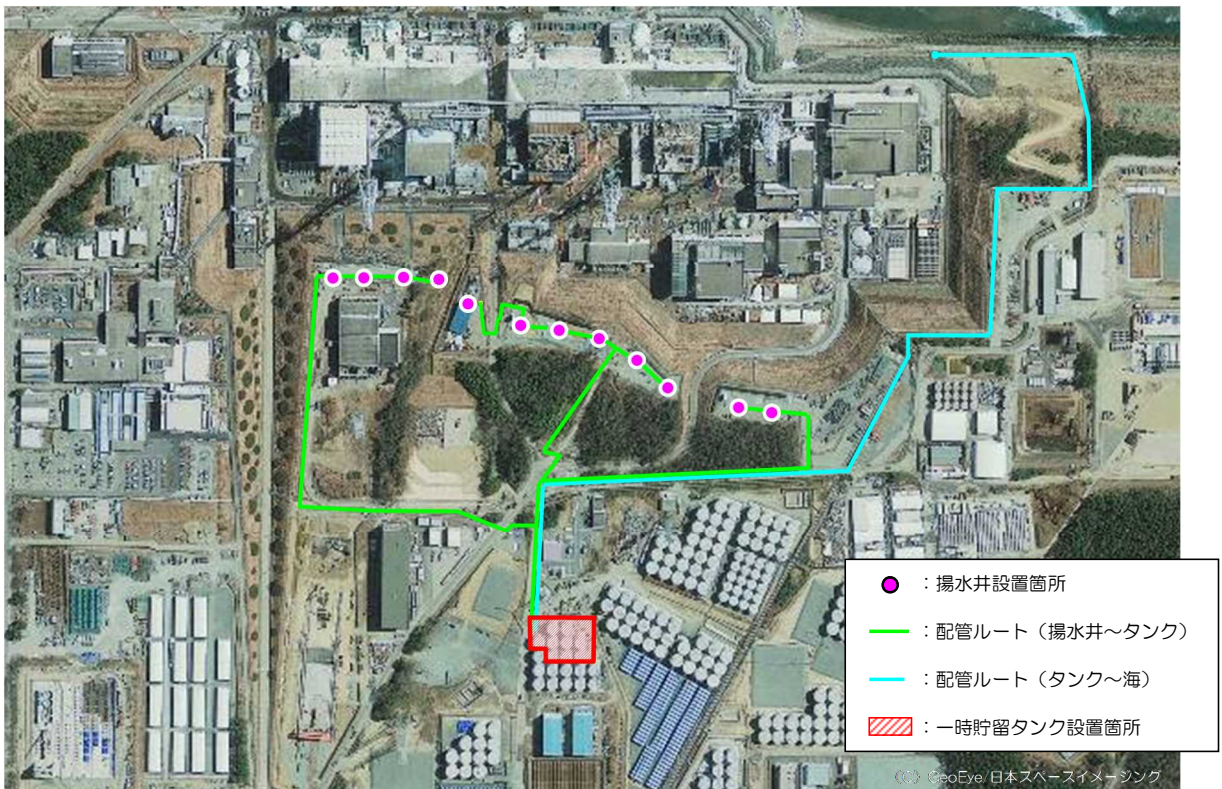 ：揚水井設置箇所
：配管ルート（揚水井～タンク）
：配管ルート（タンク～海）
：一時貯留タンク設置箇所
（C）GeoEye/日本スペースイメージング